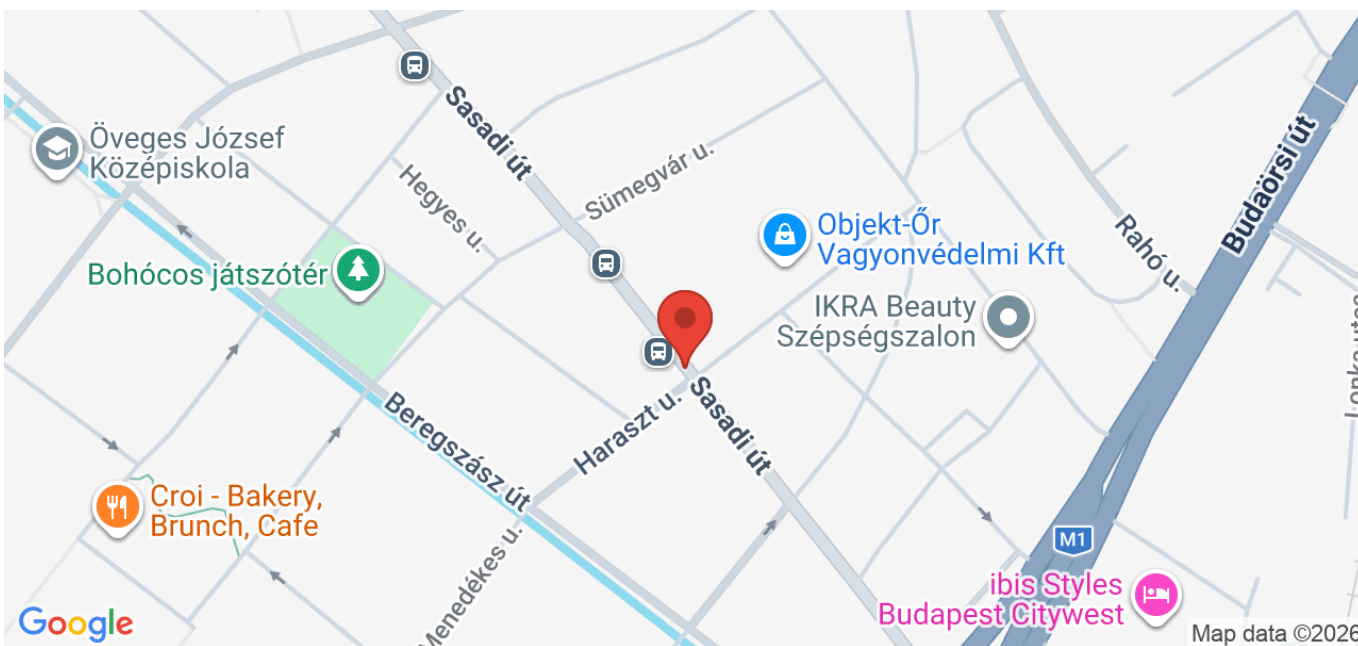 Öveges József
Középiskola
Sasadi út
Sümegvár u.
Hegyes u.
Budaörsi út
Objekt-Őr
Vagyonvédelmi Kft
Rahó u.
Bohócos játszótér
IKRA Beauty
Szépségszalon
Sasadi út
Haraszt u.
Beregszász út
Croi - Bakery,
Brunch, Cafe
M1
Menedékes u.
ibis Styles
Budapest Citywest
Google
Map data ©2026